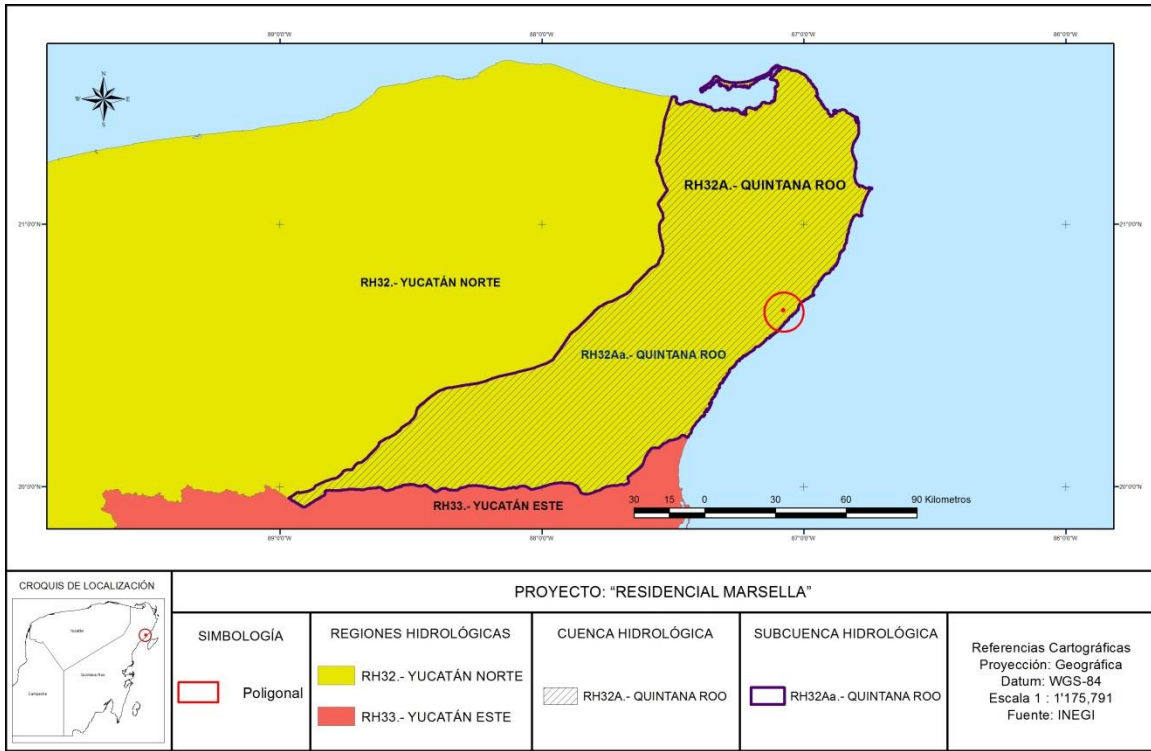 89°0'0"W 88°0'0"W 87°0'0"W 86°0'0"W
N
W E
S
RH32A.- QUINTANA ROO
21°0'0"N 21°0'0"N
RH32.- YUCATÁN NORTE
RH32Aa.- QUINTANA ROO
20°0'0"N 20°0'0"N
30 15 0 30 60 90 Kilometros
RH33.- YUCATÁN ESTE
89°0'0"W 88°0'0"W 87°0'0"W 86°0'0"W
CROQUIS DE LOCALIZACIÓN
Yucatán
Quintana Roo
Campeche
PROYECTO: “RESIDENCIAL MARSELLA”
SIMBOLOGÍA
Poligonal
REGIONES HIDROLÓGICAS
RH32.- YUCATÁN NORTE
RH33.- YUCATÁN ESTE
CUENCA HIDROLÓGICA
RH32A.- QUINTANA ROO
SUBCUENCA HIDROLÓGICA
RH32Aa.- QUINTANA ROO
Referencias Cartográficas
Proyección: Geográfica
Datum: WGS-84
Escala 1 : 1'175,791
Fuente: INEGI